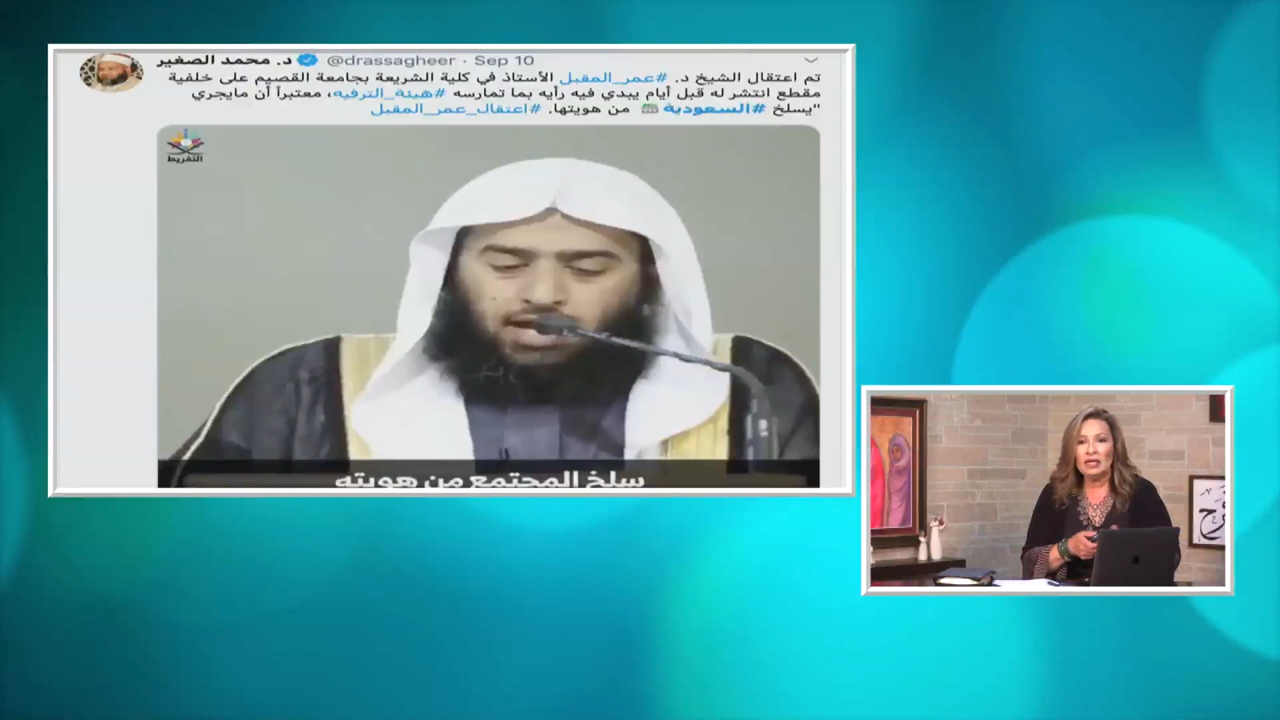 د. محمد الصغير @drassagheer · Sep 10
تم اعتقال الشيخ د. #عمر_المقبل الأستاذ في كلية الشريعة بجامعة القصيم على خلفية
مقطع انتشر له قبل أيام يبدي فيه رأيه بما تمارسه #هيئة_الترفيه، معتبراً أن مايجري
"يسلخ #السعودية من هويتها. #اعتقال_عمر_المقبل
التغريط
سلخ المجتمع من هويته
فرح